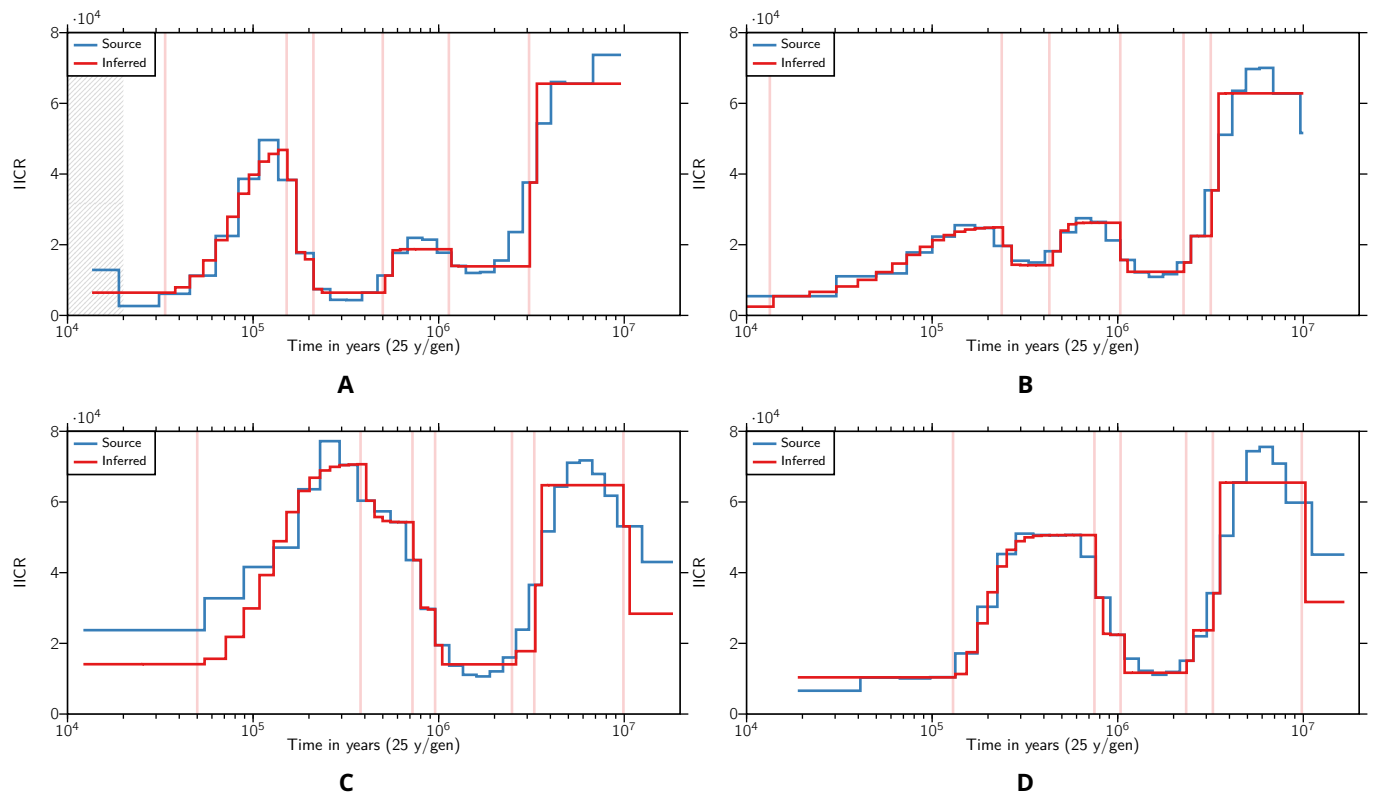 ·10⁴
8
6
4
2
0
IICR
Source
Inferred
10⁴ 10⁵ 10⁶ 10⁷
Time in years (25 y/gen)
A
·10⁴
8
6
4
2
0
IICR
Source
Inferred
10⁴ 10⁵ 10⁶ 10⁷
Time in years (25 y/gen)
B
·10⁴
8
6
4
2
0
IICR
Source
Inferred
10⁴ 10⁵ 10⁶ 10⁷
Time in years (25 y/gen)
C
·10⁴
8
6
4
2
0
IICR
Source
Inferred
10⁴ 10⁵ 10⁶ 10⁷
Time in years (25 y/gen)
D